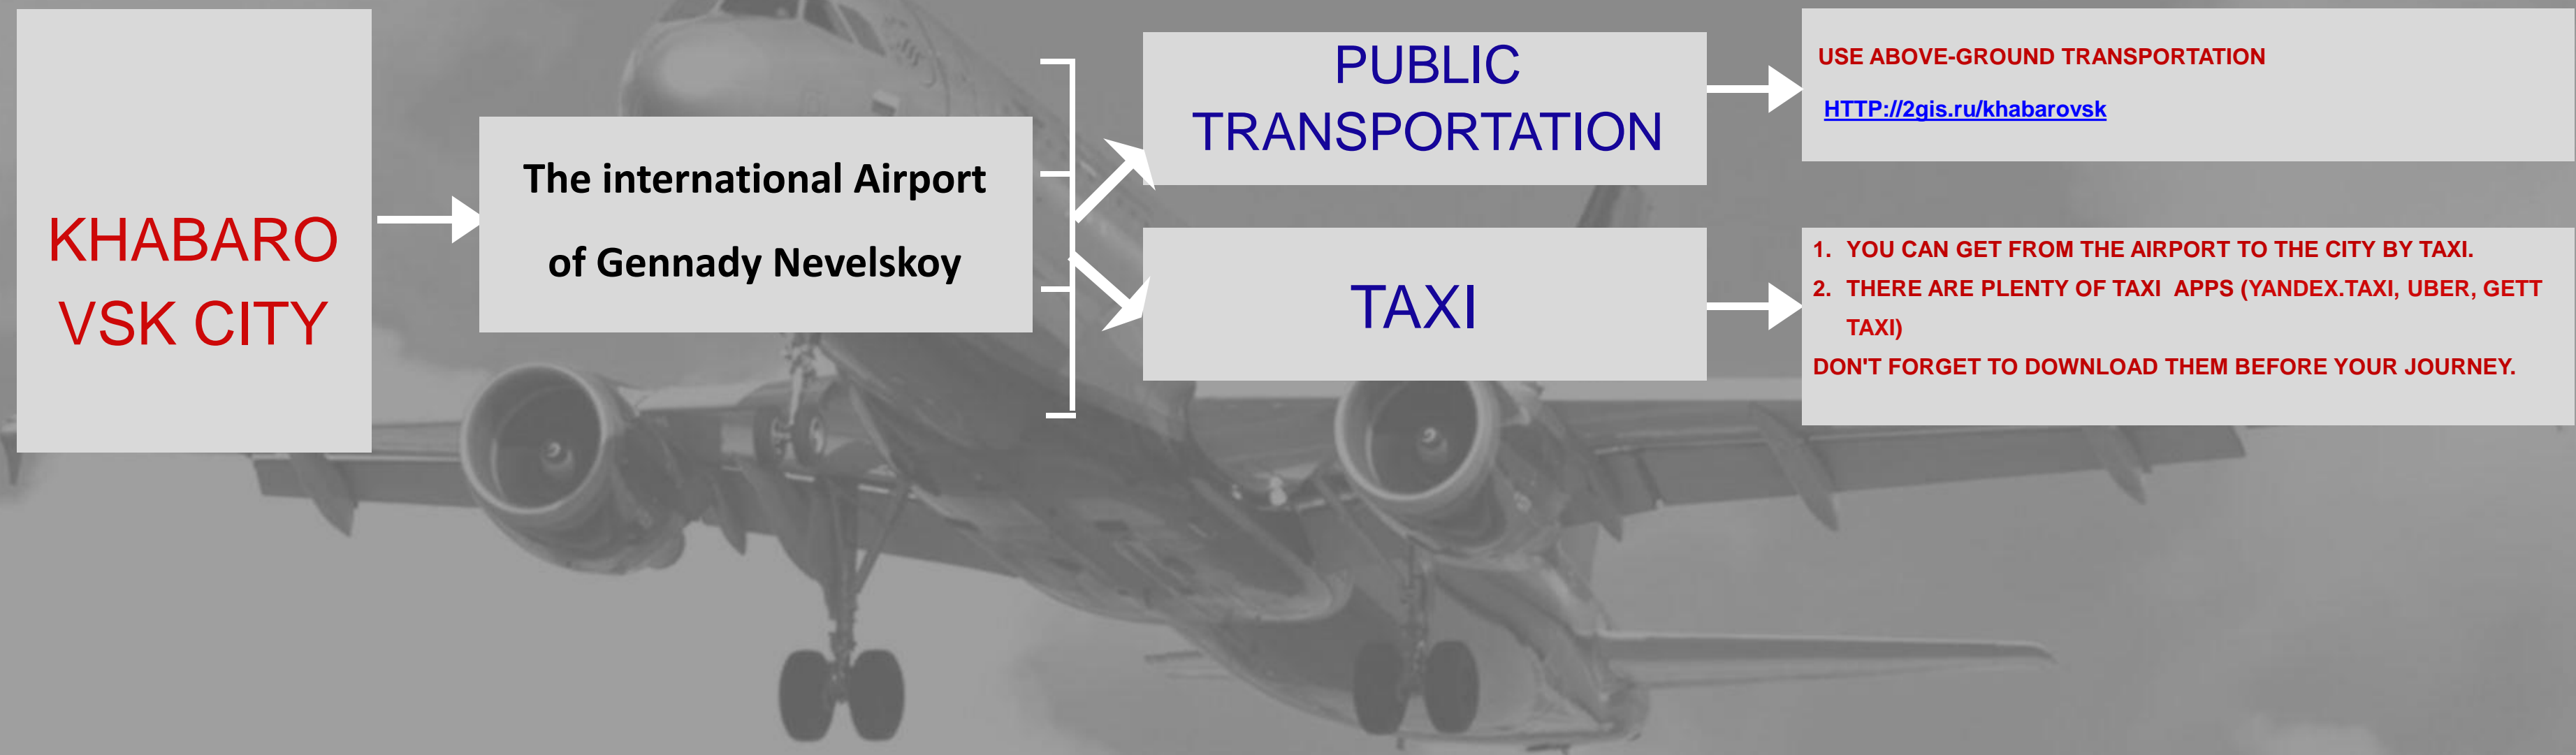 KHABARO
VSK CITY
The international Airport
of Gennady Nevelskoy
PUBLIC
TRANSPORTATION
USE ABOVE-GROUND TRANSPORTATION
HTTP://2gis.ru/khabarovsk
TAXI
1. YOU CAN GET FROM THE AIRPORT TO THE CITY BY TAXI.
2. THERE ARE PLENTY OF TAXI APPS (YANDEX.TAXI, UBER, GETT
TAXI)
DON'T FORGET TO DOWNLOAD THEM BEFORE YOUR JOURNEY.